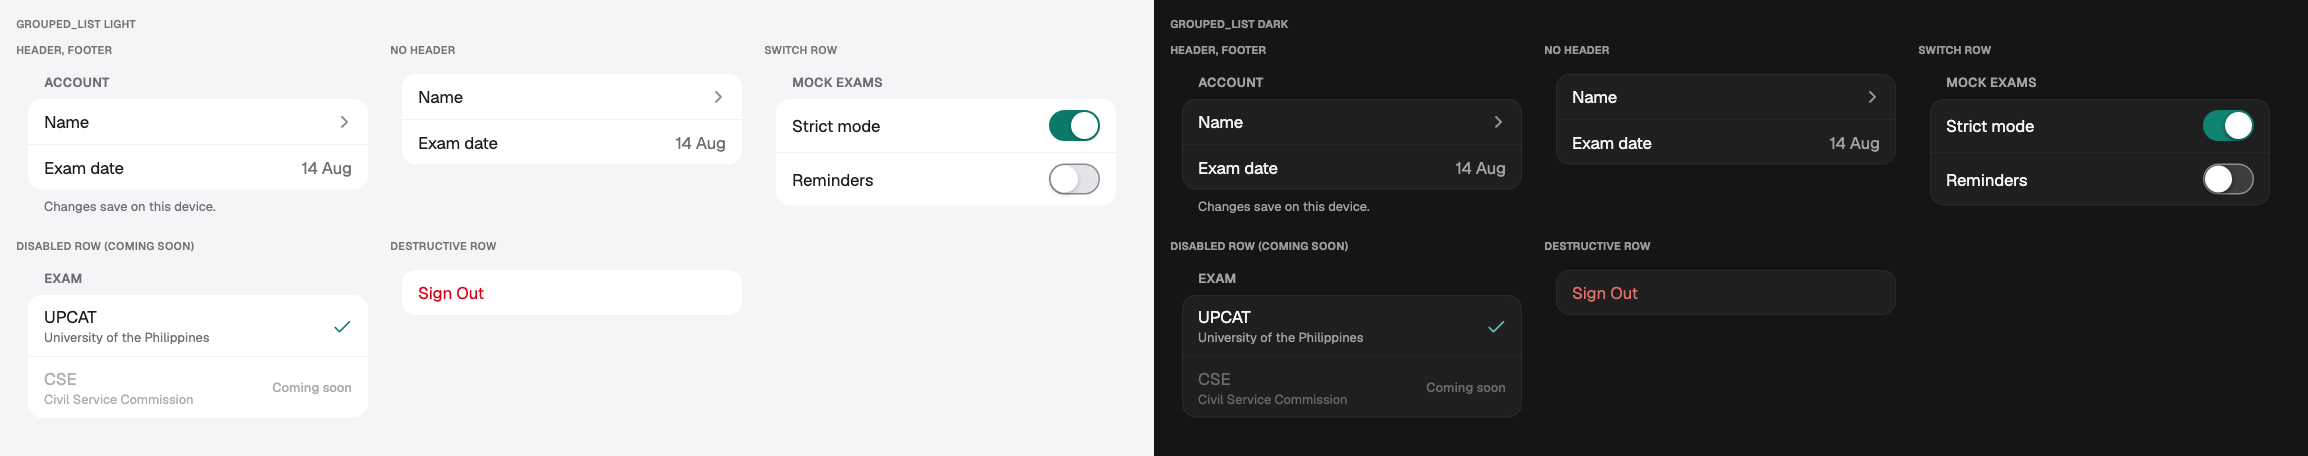 GROUPED_LIST LIGHT
HEADER, FOOTER
ACCOUNT
Name
Exam date 14 Aug
Changes save on this device.
NO HEADER
Name
Exam date 14 Aug
SWITCH ROW
MOCK EXAMS
Strict mode
Reminders
DISABLED ROW (COMING SOON)
EXAM
UPCAT
University of the Philippines
CSE
Civil Service Commission
Coming soon
DESTRUCTIVE ROW
Sign Out
GROUPED_LIST DARK
HEADER, FOOTER
ACCOUNT
Name
Exam date 14 Aug
Changes save on this device.
NO HEADER
Name
Exam date 14 Aug
SWITCH ROW
MOCK EXAMS
Strict mode
Reminders
DISABLED ROW (COMING SOON)
EXAM
UPCAT
University of the Philippines
CSE
Civil Service Commission
Coming soon
DESTRUCTIVE ROW
Sign Out